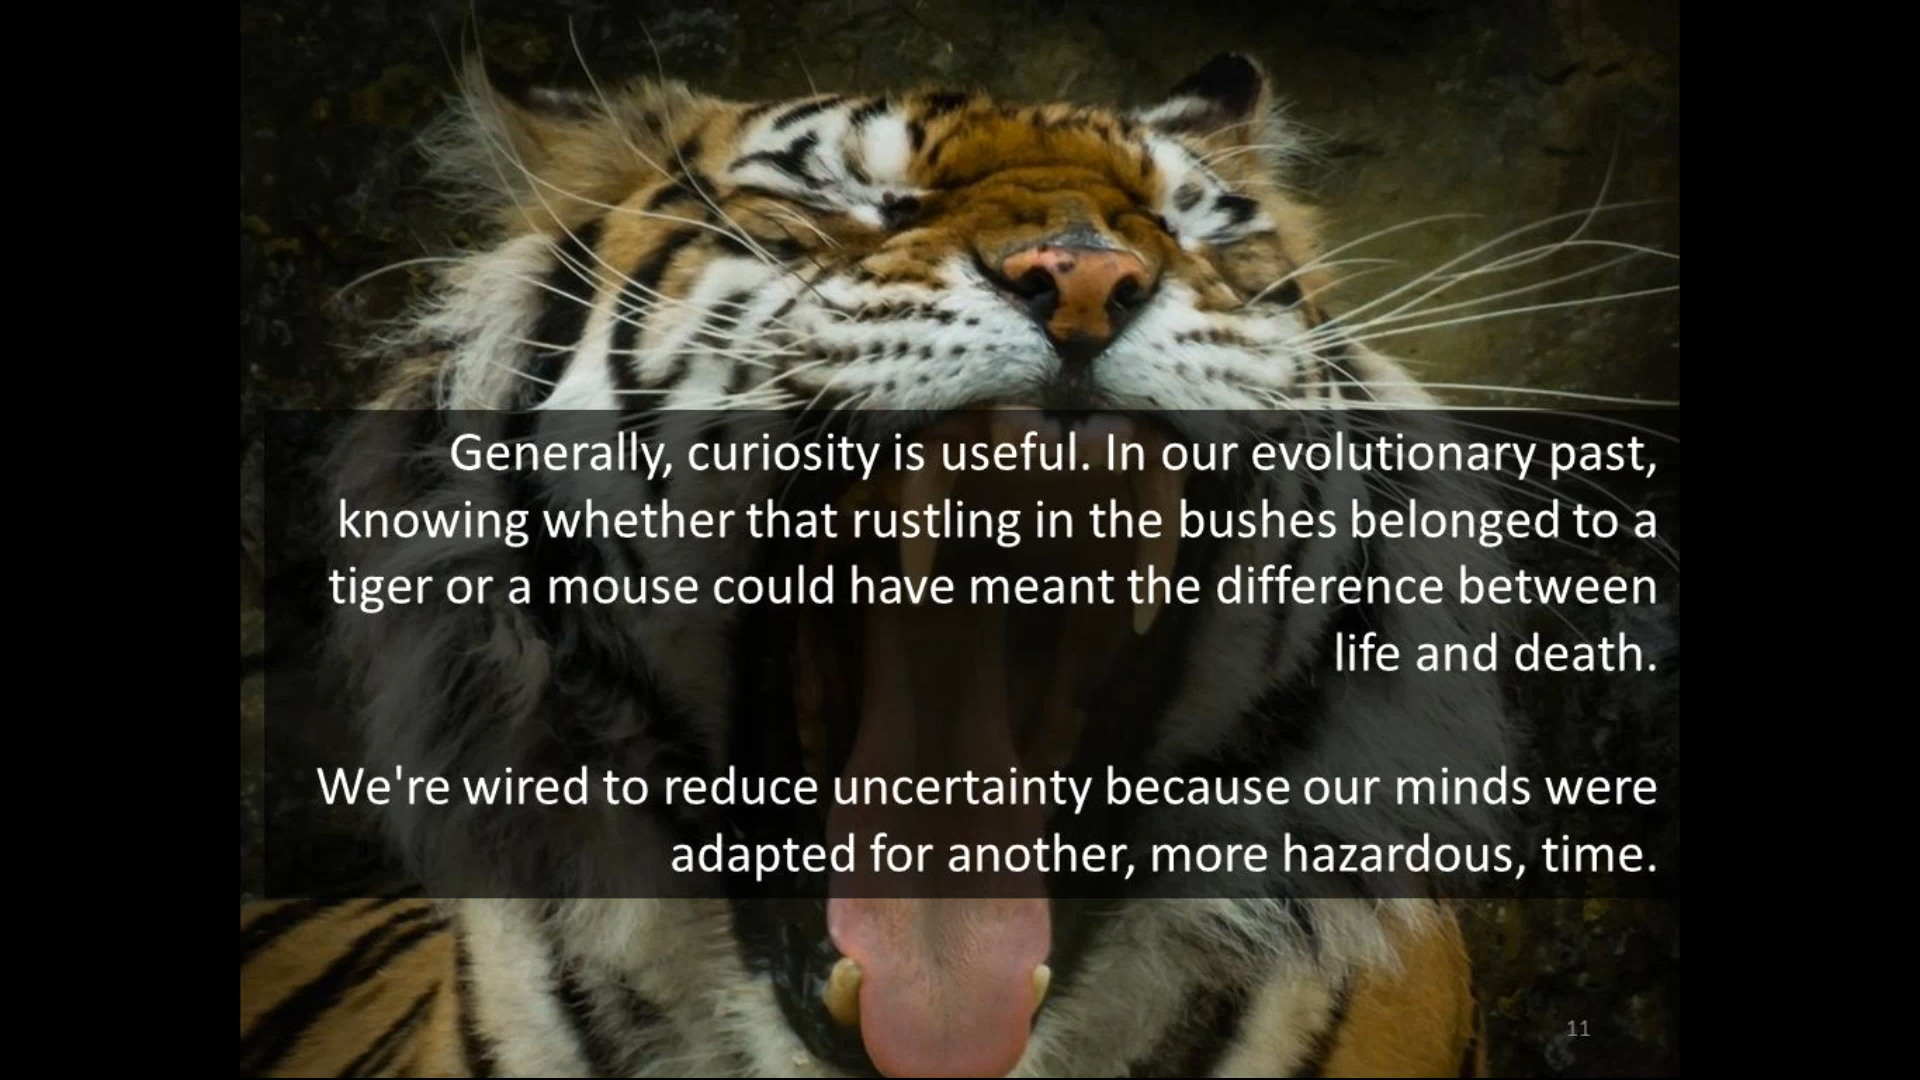 Generally, curiosity is useful. In our evolutionary past,
knowing whether that rustling in the bushes belonged to a
tiger or a mouse could have meant the difference between
life and death.
We're wired to reduce uncertainty because our minds were
adapted for another, more hazardous, time.
11